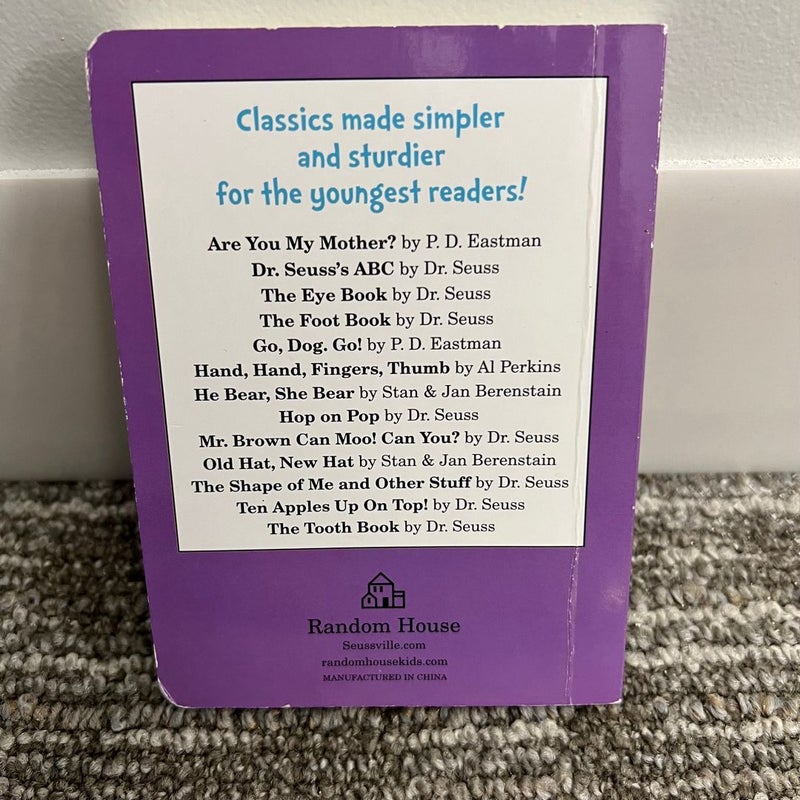 Classics made simpler
and sturdier
for the youngest readers!
Are You My Mother? by P. D. Eastman
Dr. Seuss's ABC by Dr. Seuss
The Eye Book by Dr. Seuss
The Foot Book by Dr. Seuss
Go, Dog. Go! by P. D. Eastman
Hand, Hand, Fingers, Thumb by Al Perkins
He Bear, She Bear by Stan & Jan Berenstain
Hop on Pop by Dr. Seuss
Mr. Brown Can Moo! Can You? by Dr. Seuss
Old Hat, New Hat by Stan & Jan Berenstain
The Shape of Me and Other Stuff by Dr. Seuss
Ten Apples Up On Top! by Dr. Seuss
The Tooth Book by Dr. Seuss
Random House
Seussville.com
randomhousekids.com
MANUFACTURED IN CHINA